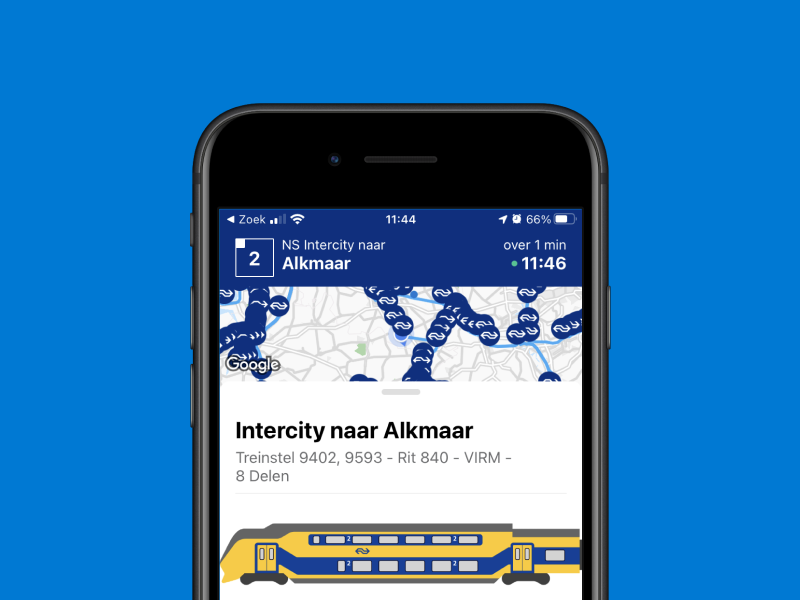 Zoek
11:44
66%
2
NS Intercity naar
Alkmaar
over 1 min
11:46
Google
Intercity naar Alkmaar
Treinstel 9402, 9593 - Rit 840 - VIRM -
8 Delen
2
2
2
2